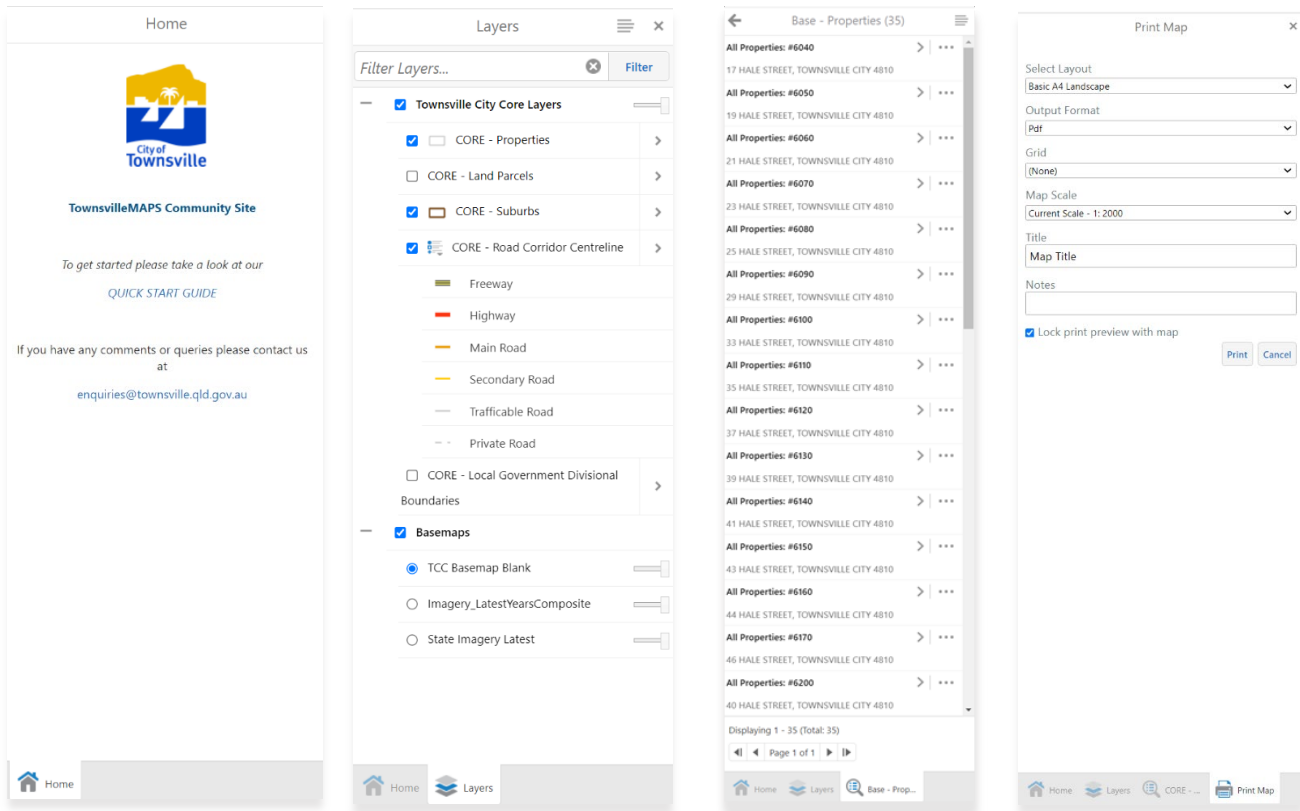 Home
City of
Townsville
TownsvilleMAPS Community Site
To get started please take a look at our
QUICK START GUIDE
If you have any comments or queries please contact us
at
enquiries@townsville.qld.gov.au
Home
Layers
Filter Layers...
Filter
Townsville City Core Layers
CORE - Properties
CORE - Land Parcels
CORE - Suburbs
CORE - Road Corridor Centreline
Freeway
Highway
Main Road
Secondary Road
Trafficable Road
Private Road
CORE - Local Government Divisional
Boundaries
Basemaps
TCC Basemap Blank
Imagery_LatestYearsComposite
State Imagery Latest
Home
Layers
Base - Properties (35)
All Properties: #6040
17 HALE STREET, TOWNSVILLE CITY 4810
All Properties: #6050
19 HALE STREET, TOWNSVILLE CITY 4810
All Properties: #6060
21 HALE STREET, TOWNSVILLE CITY 4810
All Properties: #6070
23 HALE STREET, TOWNSVILLE CITY 4810
All Properties: #6080
25 HALE STREET, TOWNSVILLE CITY 4810
All Properties: #6090
29 HALE STREET, TOWNSVILLE CITY 4810
All Properties: #6100
33 HALE STREET, TOWNSVILLE CITY 4810
All Properties: #6110
35 HALE STREET, TOWNSVILLE CITY 4810
All Properties: #6120
37 HALE STREET, TOWNSVILLE CITY 4810
All Properties: #6130
39 HALE STREET, TOWNSVILLE CITY 4810
All Properties: #6140
41 HALE STREET, TOWNSVILLE CITY 4810
All Properties: #6150
43 HALE STREET, TOWNSVILLE CITY 4810
All Properties: #6160
44 HALE STREET, TOWNSVILLE CITY 4810
All Properties: #6170
46 HALE STREET, TOWNSVILLE CITY 4810
All Properties: #6200
40 HALE STREET, TOWNSVILLE CITY 4810
Displaying 1 - 35 (Total: 35)
Page 1 of 1
Home
Layers
Base - Prop...
Print Map
Select Layout
Basic A4 Landscape
Output Format
Pdf
Grid
(None)
Map Scale
Current Scale - 1: 2000
Title
Map Title
Notes
Lock print preview with map
Print
Cancel
Home
Layers
CORE - ...
Print Map